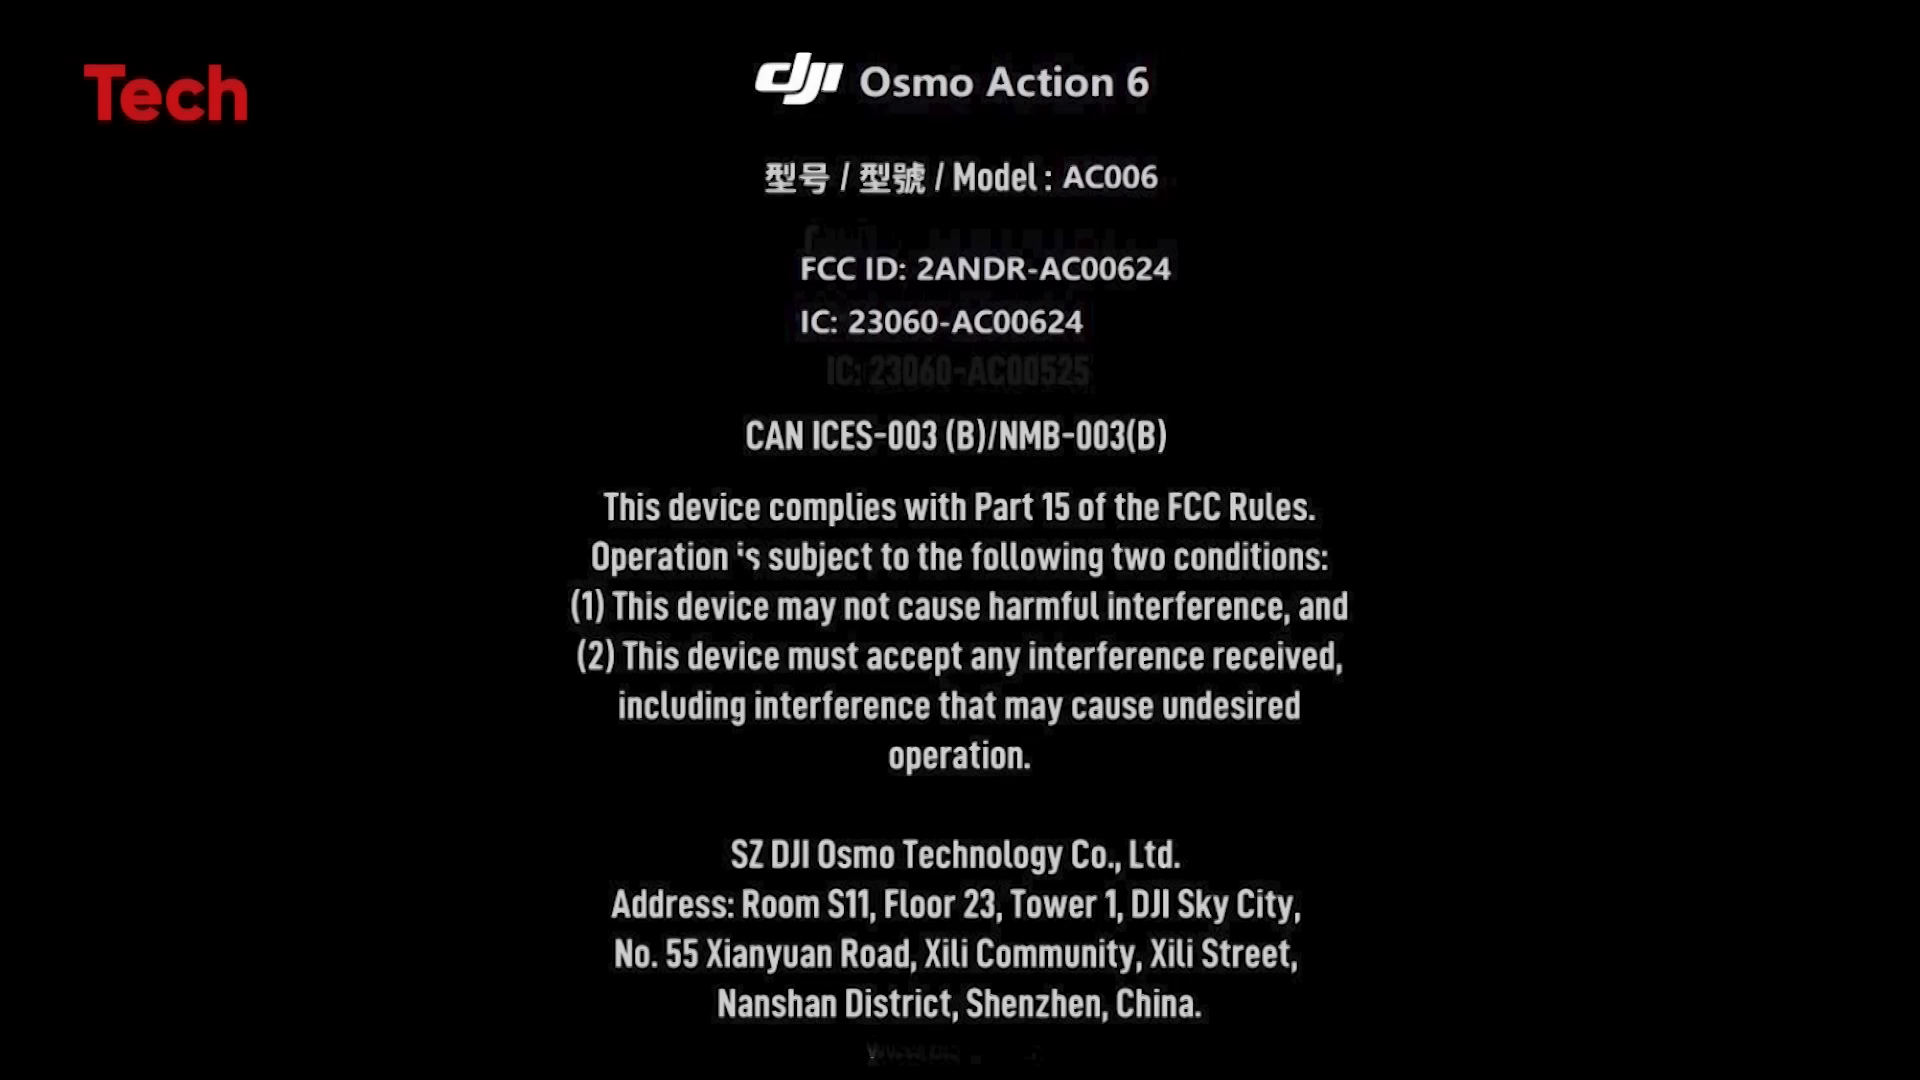 Tech
dji Osmo Action 6
型号 / 型號 / Model : AC006
FCC ID: 2ANDR-AC00624
IC: 23060-AC00624
IC: 23060-AC00525
CAN ICES-003 (B)/NMB-003(B)
This device complies with Part 15 of the FCC Rules.
Operation is subject to the following two conditions:
(1) This device may not cause harmful interference, and
(2) This device must accept any interference received,
including interference that may cause undesired
operation.
SZ DJI Osmo Technology Co., Ltd.
Address: Room S11, Floor 23, Tower 1, DJI Sky City,
No. 55 Xianyuan Road, Xili Community, Xili Street,
Nanshan District, Shenzhen, China.